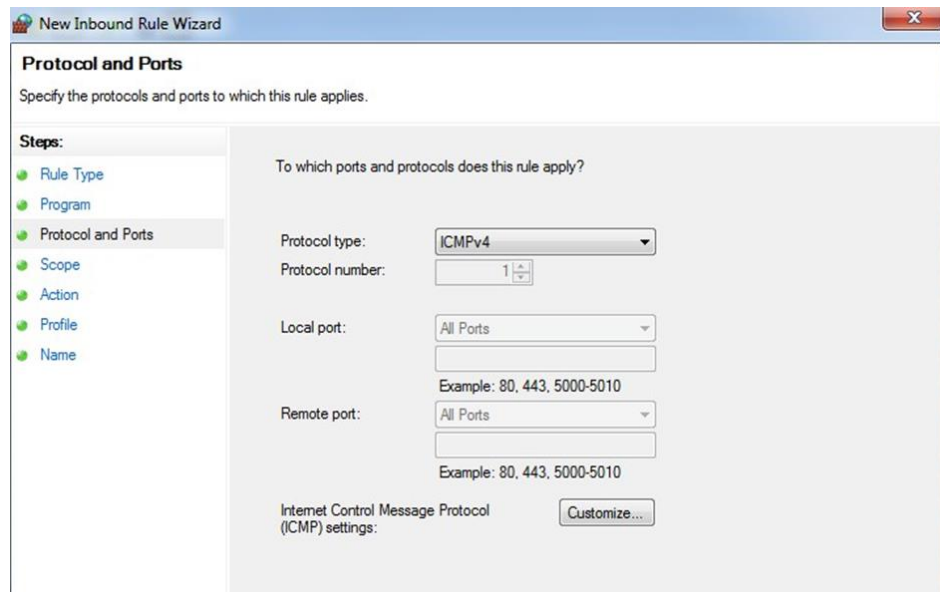 New Inbound Rule Wizard
Protocol and Ports
Specify the protocols and ports to which this rule applies.
Steps:
Rule Type
Program
Protocol and Ports
Scope
Action
Profile
Name
To which ports and protocols does this rule apply?
Protocol type: ICMPv4
Protocol number: 1
Local port: All Ports
Example: 80, 443, 5000-5010
Remote port: All Ports
Example: 80, 443, 5000-5010
Internet Control Message Protocol
(ICMP) settings:
Customize...